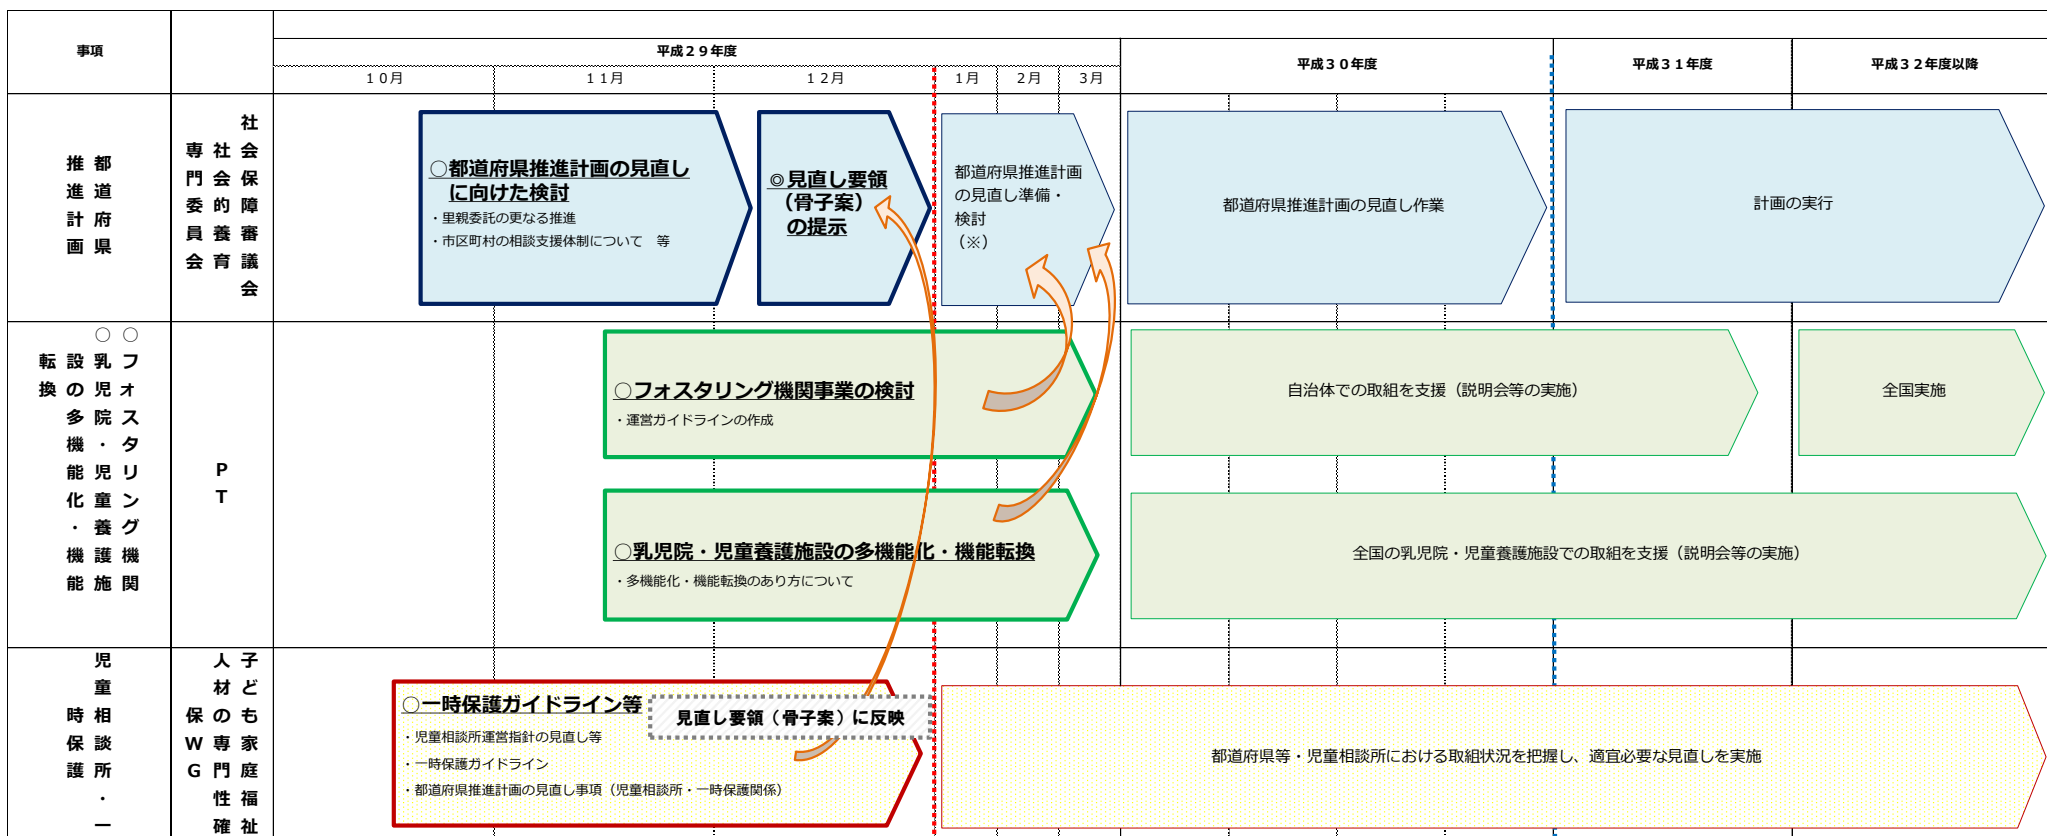 事項
平成２９年度
１０月
１１月
１２月
１月
２月
３月
平成３０年度
平成３１年度
平成３２年度以降
都道府県
推進計画
社会保障審議会
社会的養育
専門委員会
○都道府県推進計画の見直し
に向けた検討
・里親委託の更なる推進
・市区町村の相談支援体制について　等
◎見直し要領
（骨子案）
の提示
都道府県推進計画
の見直し準備・
検討
（※）
都道府県推進計画の見直し作業
計画の実行
○フォスタリング機関
○乳児院・児童養護施
設の多機能化・機能
転換
ＰＴ
○フォスタリング機関事業の検討
・運営ガイドラインの作成
自治体での取組を支援（説明会等の実施）
全国実施
○乳児院・児童養護施設の多機能化・機能転換
・多機能化・機能転換のあり方について
全国の乳児院・児童養護施設での取組を支援（説明会等の実施）
児童相談所・一
時保護
子ども家庭福祉
人材の専門性確
保ＷＧ
○一時保護ガイドライン等
・児童相談所運営指針の見直し等
・一時保護ガイドライン
・都道府県推進計画の見直し事項（児童相談所・一時保護関係）
見直し要領（骨子案）に反映
都道府県等・児童相談所における取組状況を把握し、適宜必要な見直しを実施